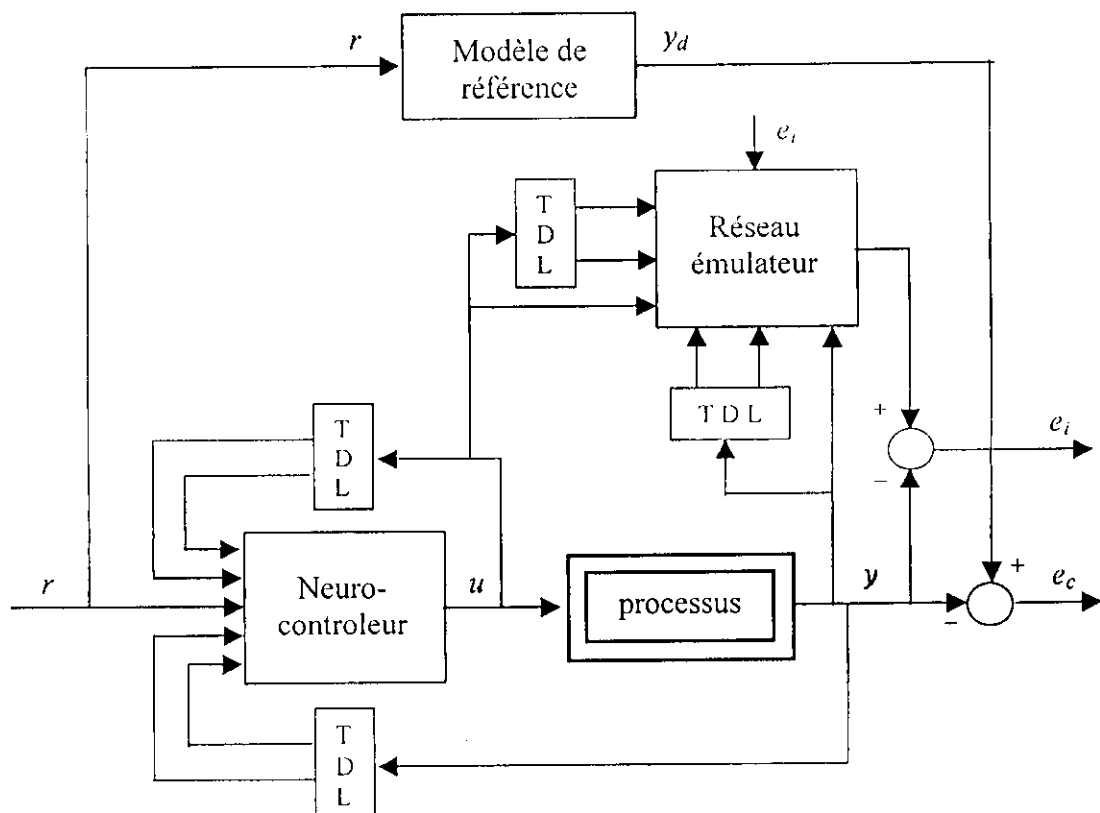 r
Modèle de
référence
y_d
e_i
T
D
L
Réseau
émulateur
T D L
+
−
e_i
T
D
L
r
Neuro-
controleur
u
processus
y
+
−
e_c
T
D
L